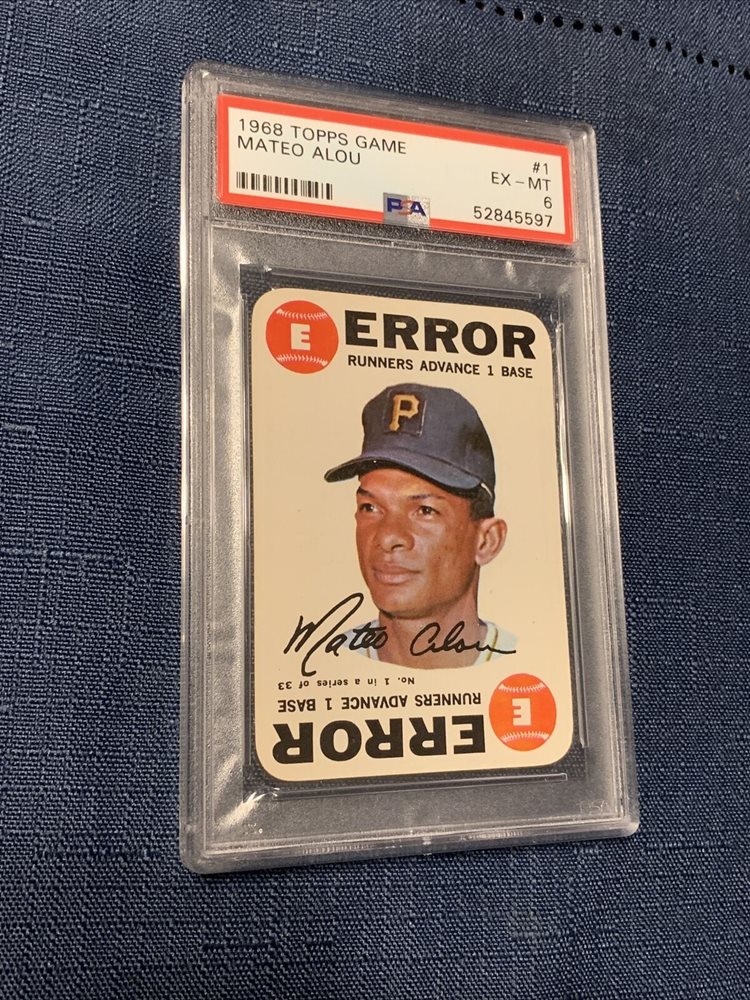 1968 TOPPS GAME #1
MATEO ALOU EX - MT
6
PSA 52845597
E ERROR
RUNNERS ADVANCE 1 BASE
P
Mateo Alou
No. 1 in a series of 33
RUNNERS ADVANCE 1 BASE
E ERROR